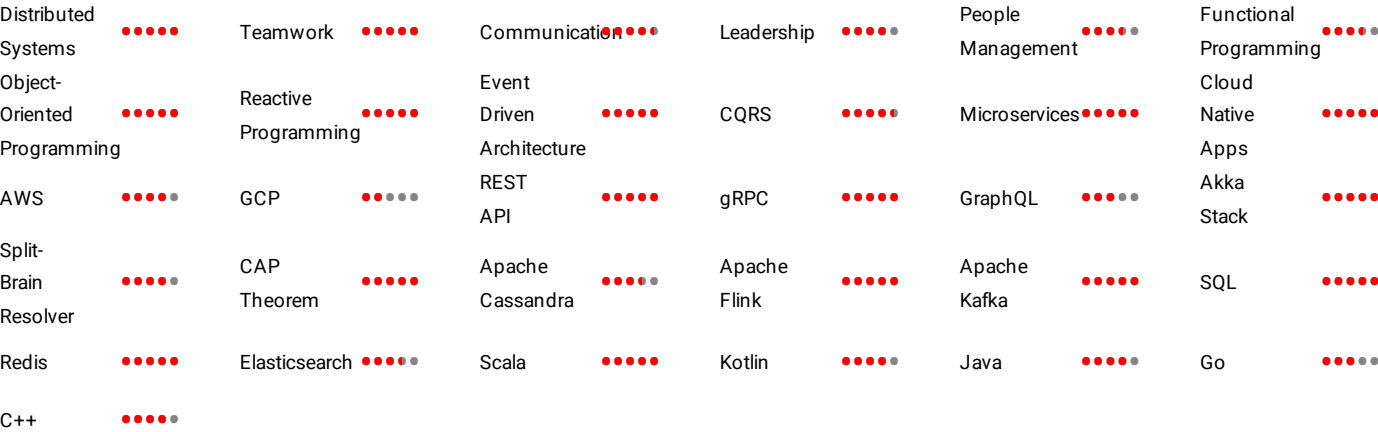 Distributed
Systems
Teamwork
Communication
Leadership
People
Management
Functional
Programming
Object-
Oriented
Programming
Reactive
Programming
Event
Driven
Architecture
CQRS
Microservices
Cloud
Native
Apps
AWS
GCP
REST
API
gRPC
GraphQL
Akka
Stack
Split-
Brain
Resolver
CAP
Theorem
Apache
Cassandra
Apache
Flink
Apache
Kafka
SQL
Redis
Elasticsearch
Scala
Kotlin
Java
Go
C++